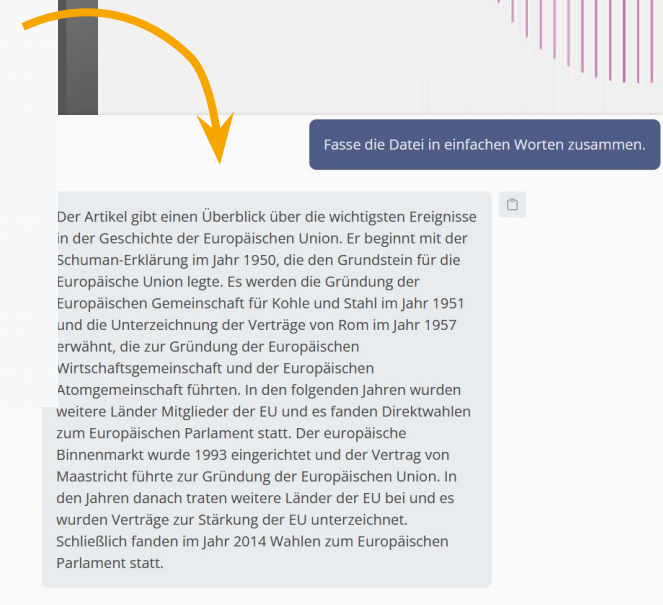 Fasse die Datei in einfachen Worten zusammen.
Der Artikel gibt einen Überblick über die wichtigsten Ereignisse
in der Geschichte der Europäischen Union. Er beginnt mit der
Schuman-Erklärung im Jahr 1950, die den Grundstein für die
Europäische Union legte. Es werden die Gründung der
Europäischen Gemeinschaft für Kohle und Stahl im Jahr 1951
und die Unterzeichnung der Verträge von Rom im Jahr 1957
erwähnt, die zur Gründung der Europäischen
Wirtschaftsgemeinschaft und der Europäischen
Atomgemeinschaft führten. In den folgenden Jahren wurden
weitere Länder Mitglieder der EU und es fanden Direktwahlen
zum Europäischen Parlament statt. Der europäische
Binnenmarkt wurde 1993 eingerichtet und der Vertrag von
Maastricht führte zur Gründung der Europäischen Union. In
den Jahren danach traten weitere Länder der EU bei und es
wurden Verträge zur Stärkung der EU unterzeichnet.
Schließlich fanden im Jahr 2014 Wahlen zum Europäischen
Parlament statt.